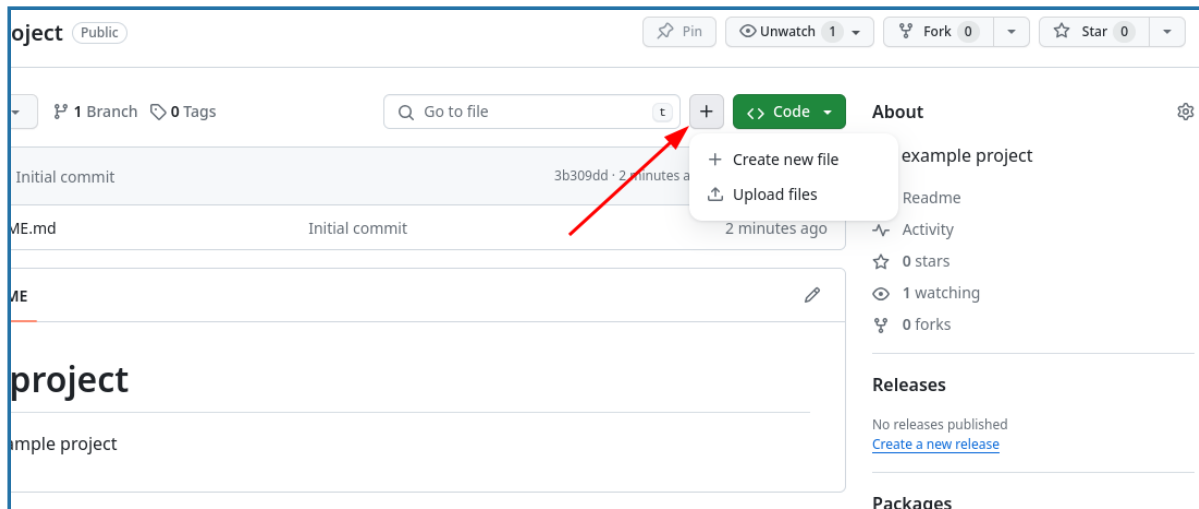 oject Public Pin Unwatch 1 Fork 0 Star 0
1 Branch 0 Tags Go to file t + Code
Create new file
Upload files
Initial commit 3b309dd · 2 minutes a
ME.md Initial commit 2 minutes ago
ME
project
ample project
About
example project
Readme
Activity
0 stars
1 watching
0 forks
Releases
No releases published
Create a new release
Packages